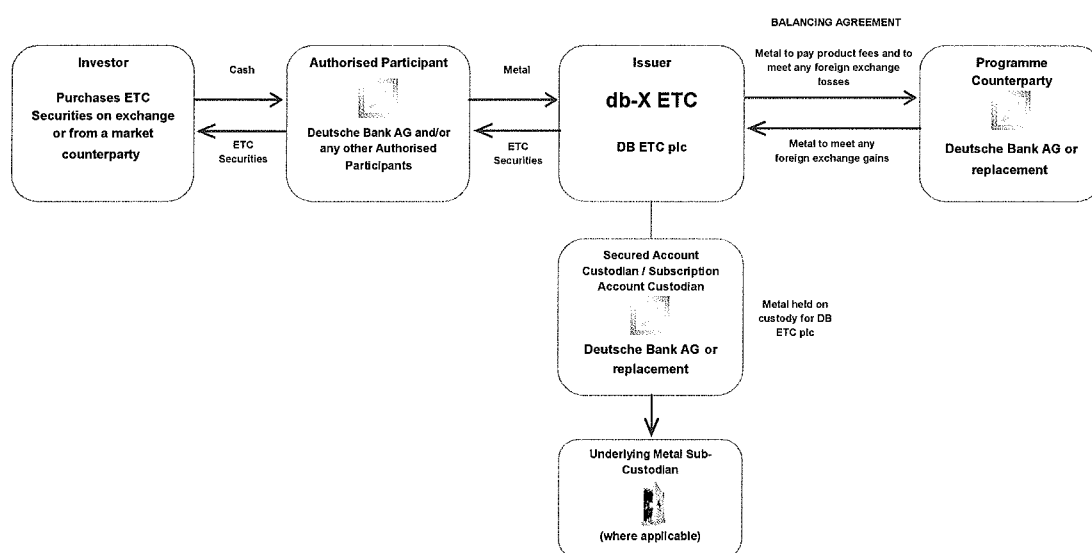 BALANCING AGREEMENT
Investor
Purchases ETC
Securities on exchange
or from a market
counterparty
Cash
ETC
Securities
Authorised Participant
Deutsche Bank AG and/or
any other Authorised
Participants
Metal
ETC
Securities
Issuer
db-X ETC
DB ETC plc
Metal to pay product fees and to
meet any foreign exchange
losses
Metal to meet any
foreign exchange gains
Programme
Counterparty
Deutsche Bank AG or
replacement
Secured Account
Custodian / Subscription
Account Custodian
Deutsche Bank AG or
replacement
Metal held on
custody for DB
ETC plc
Underlying Metal Sub-
Custodian
(where applicable)